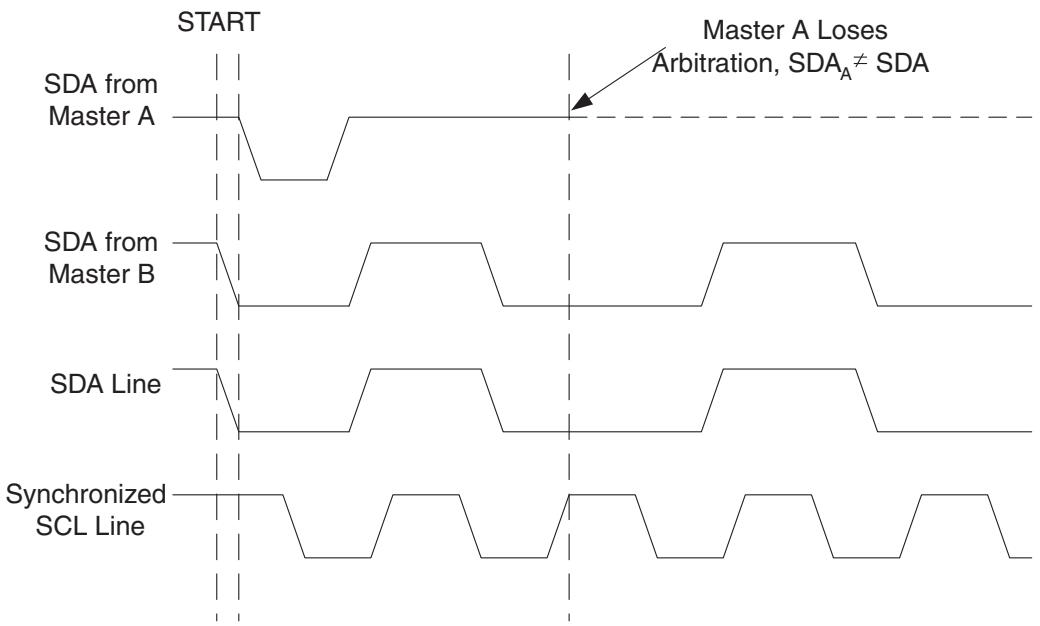 START
Master A Loses
Arbitration, SDA_A ≠ SDA
SDA from
Master A
SDA from
Master B
SDA Line
Synchronized
SCL Line